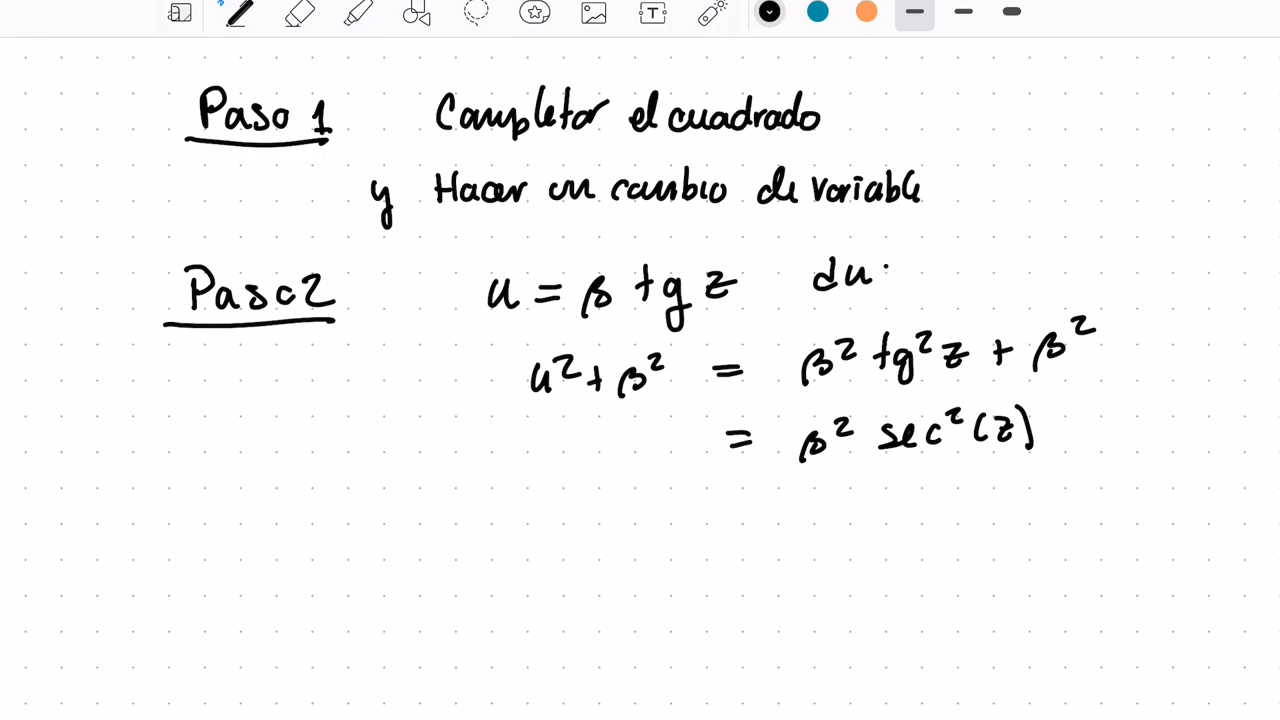 Paso 1 Completar el cuadrado
y Hacer un cambio de variable
Paso 2 u = β tg z du
u² + β² = β² tg² z + β²
= β² sec² (z)